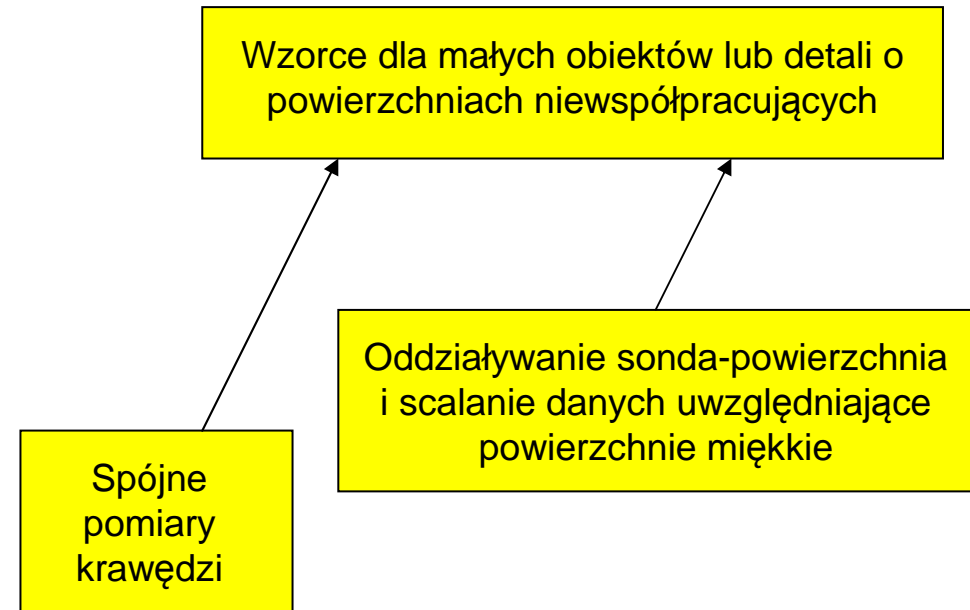 Wzorce dla małych obiektów lub detali o
powierzchniach niewspółpracujących
Oddziaływanie sonda-powierzchnia
i scalanie danych uwzględniające
powierzchnie miękkie
Spójne
pomiary
krawędzi